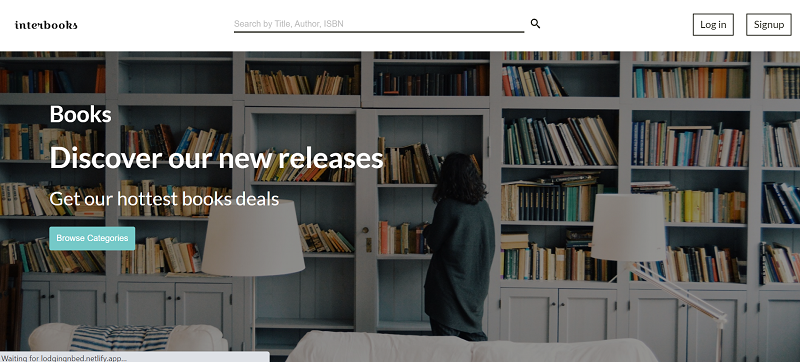 interbooks
Search by Title, Author, ISBN
Log in
Signup
Books
Discover our new releases
Get our hottest books deals
Browse Categories
Waiting for lodgingnbed.netlify.app...